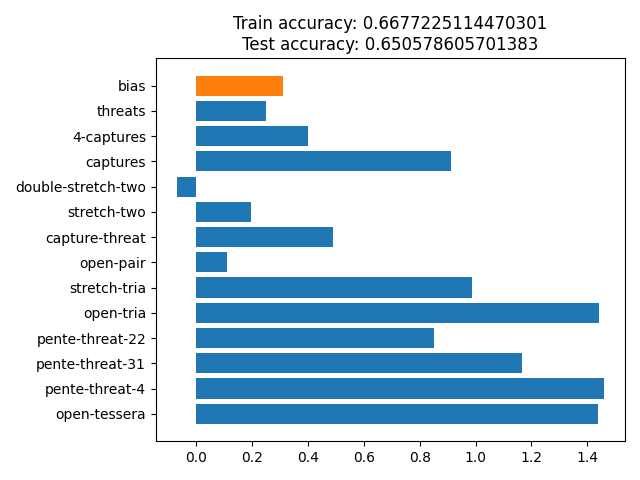 Train accuracy: 0.6677225114470301
Test accuracy: 0.650578605701383
bias
threats
4-captures
captures
double-stretch-two
stretch-two
capture-threat
open-pair
stretch-tria
open-tria
pente-threat-22
pente-threat-31
pente-threat-4
open-tessera
0.0 0.2 0.4 0.6 0.8 1.0 1.2 1.4